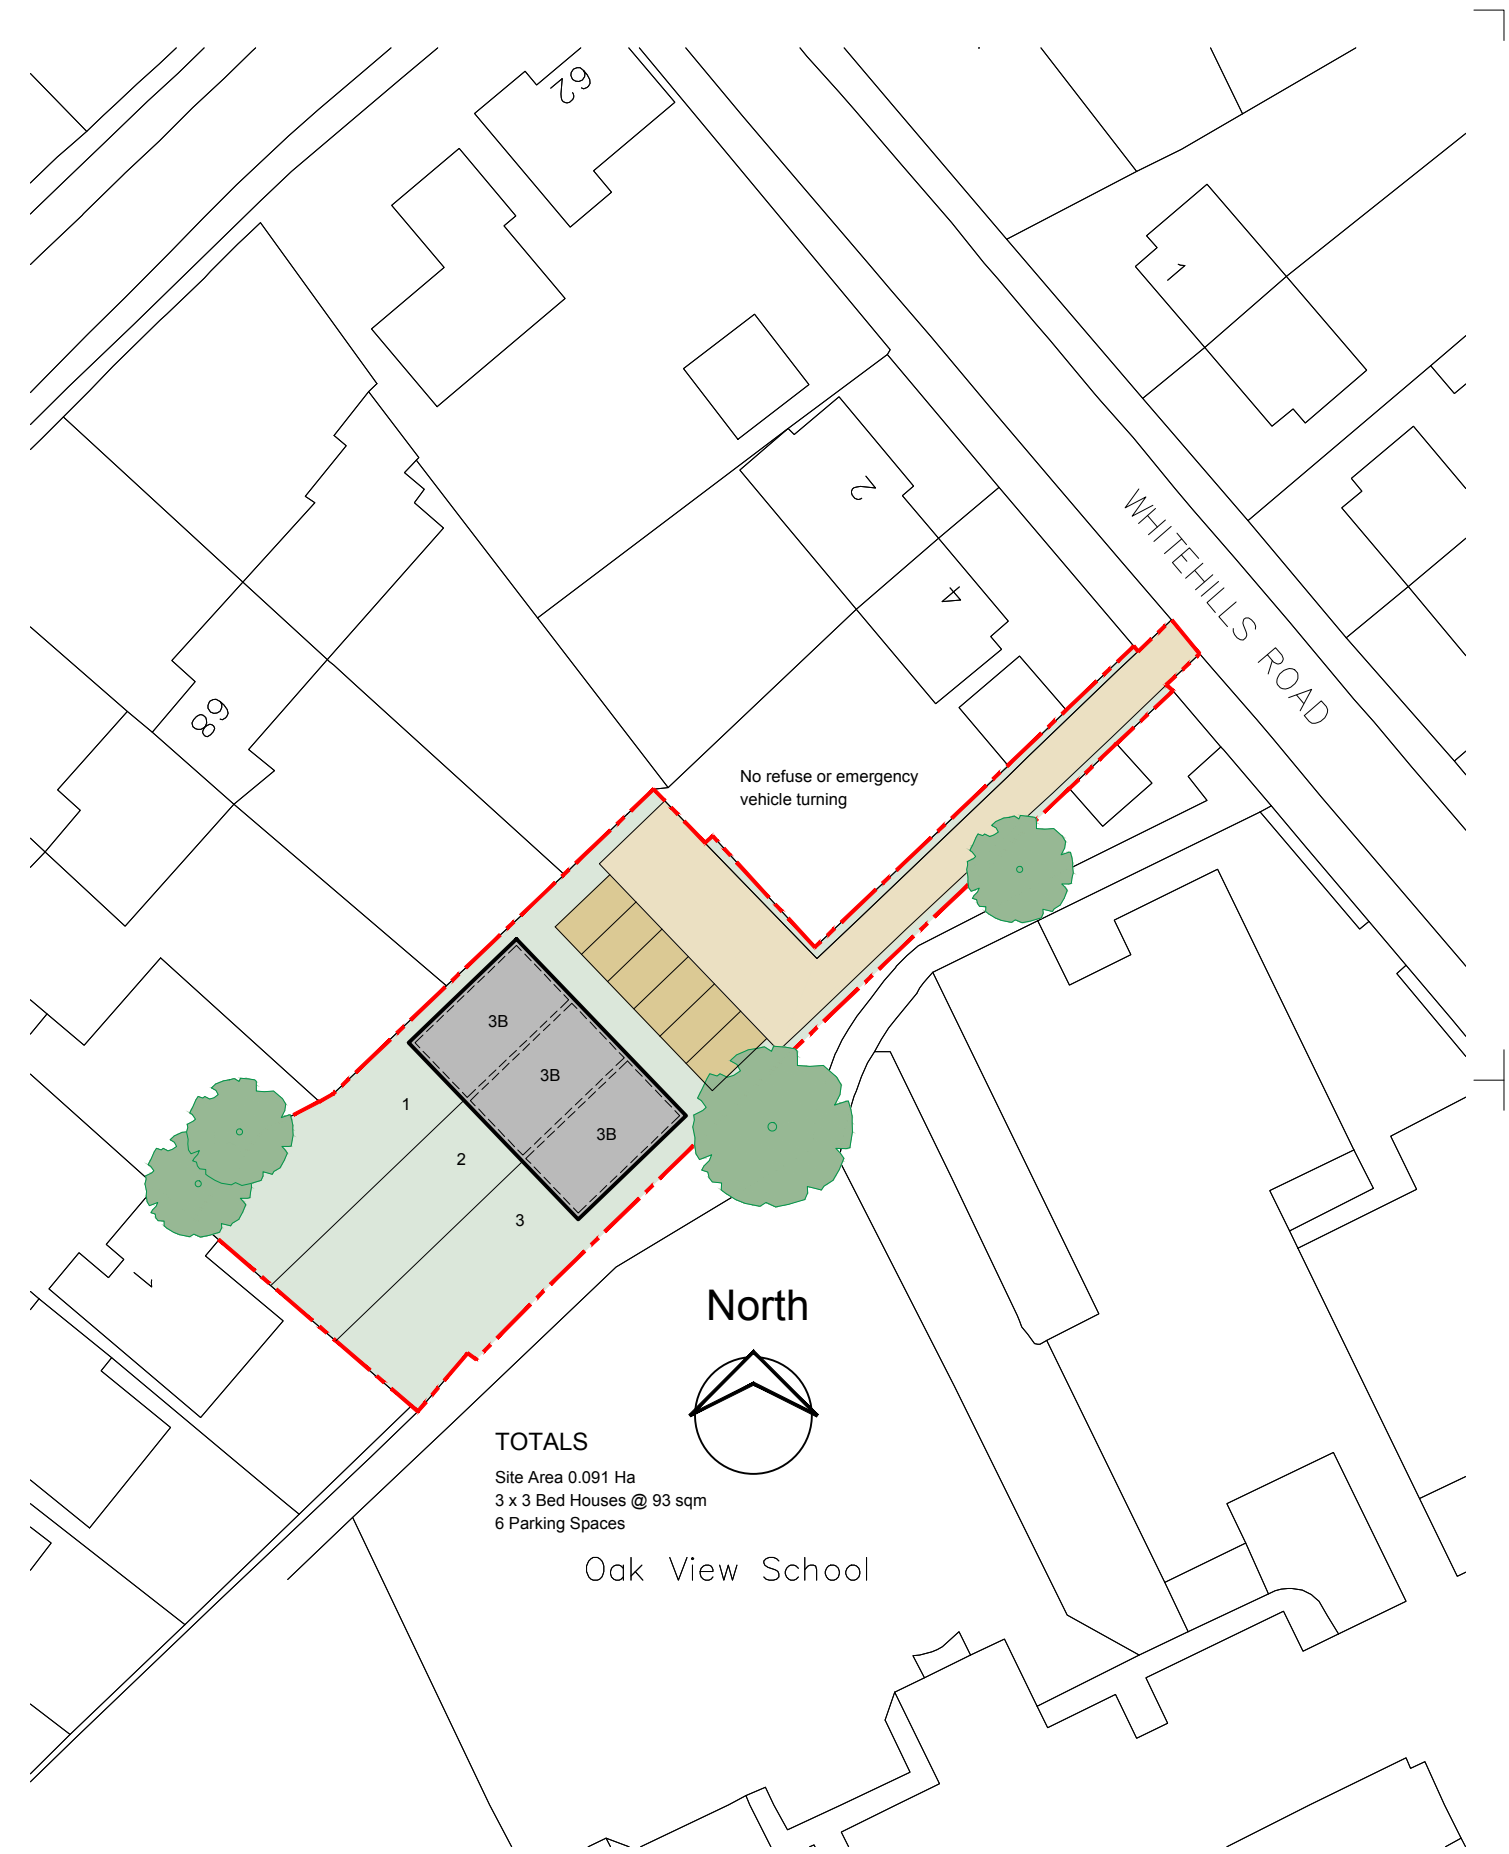 62
1
2
4
WHITEHILLS ROAD
68
No refuse or emergency
vehicle turning
3B
3B
3B
1
2
3
1
North
TOTALS
Site Area 0.091 Ha
3 x 3 Bed Houses @ 93 sqm
6 Parking Spaces
Oak View School